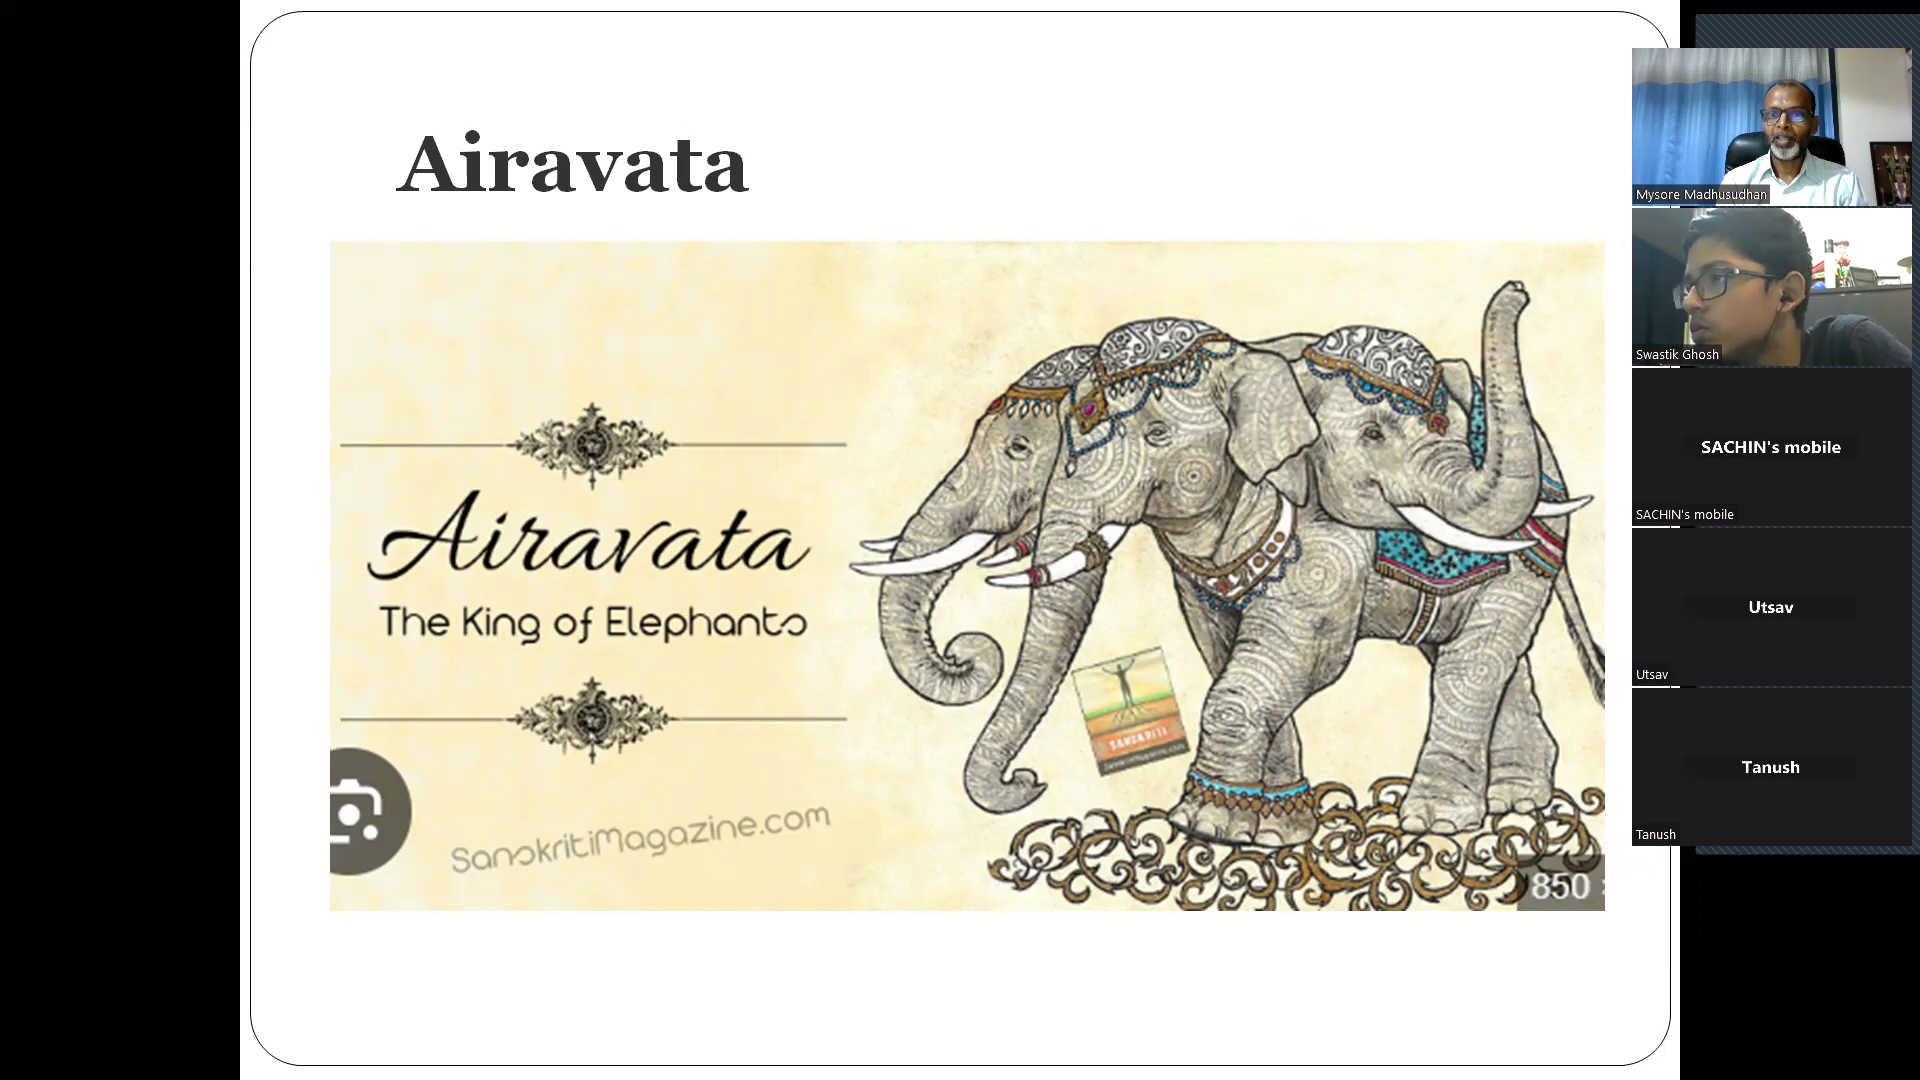 Airavata
Airavata
The King of Elephants
SanskritiMagazine.com
SANSKRITI
850
Mysore Madhusudhan
Swastik Ghosh
SACHIN's mobile
SACHIN's mobile
Utsav
Utsav
Tanush
Tanush